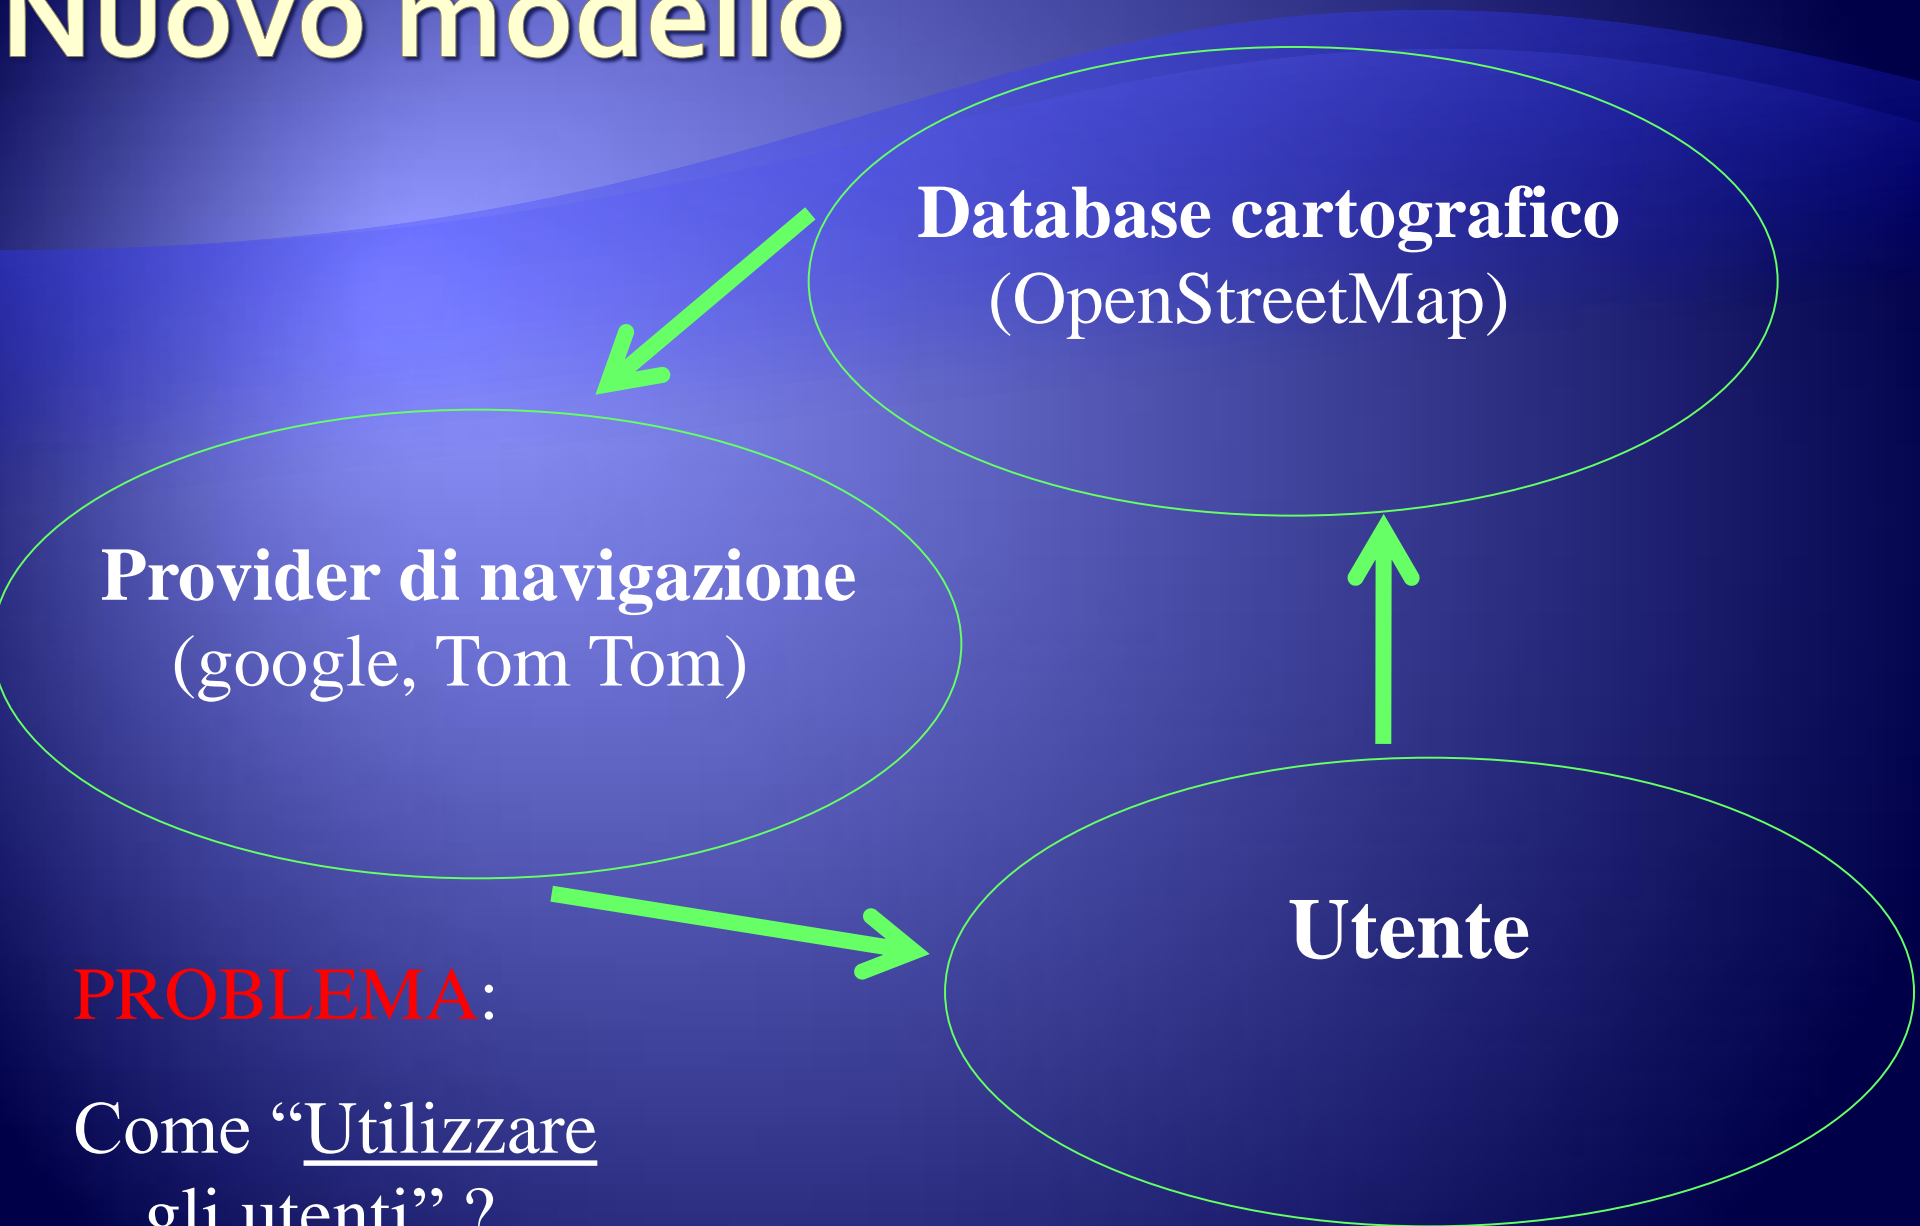 Nuovo modello
Database cartografico
(OpenStreetMap)
Provider di navigazione
(google, Tom Tom)
Utente
PROBLEMA:
Come “Utilizzare
gli utenti” ?